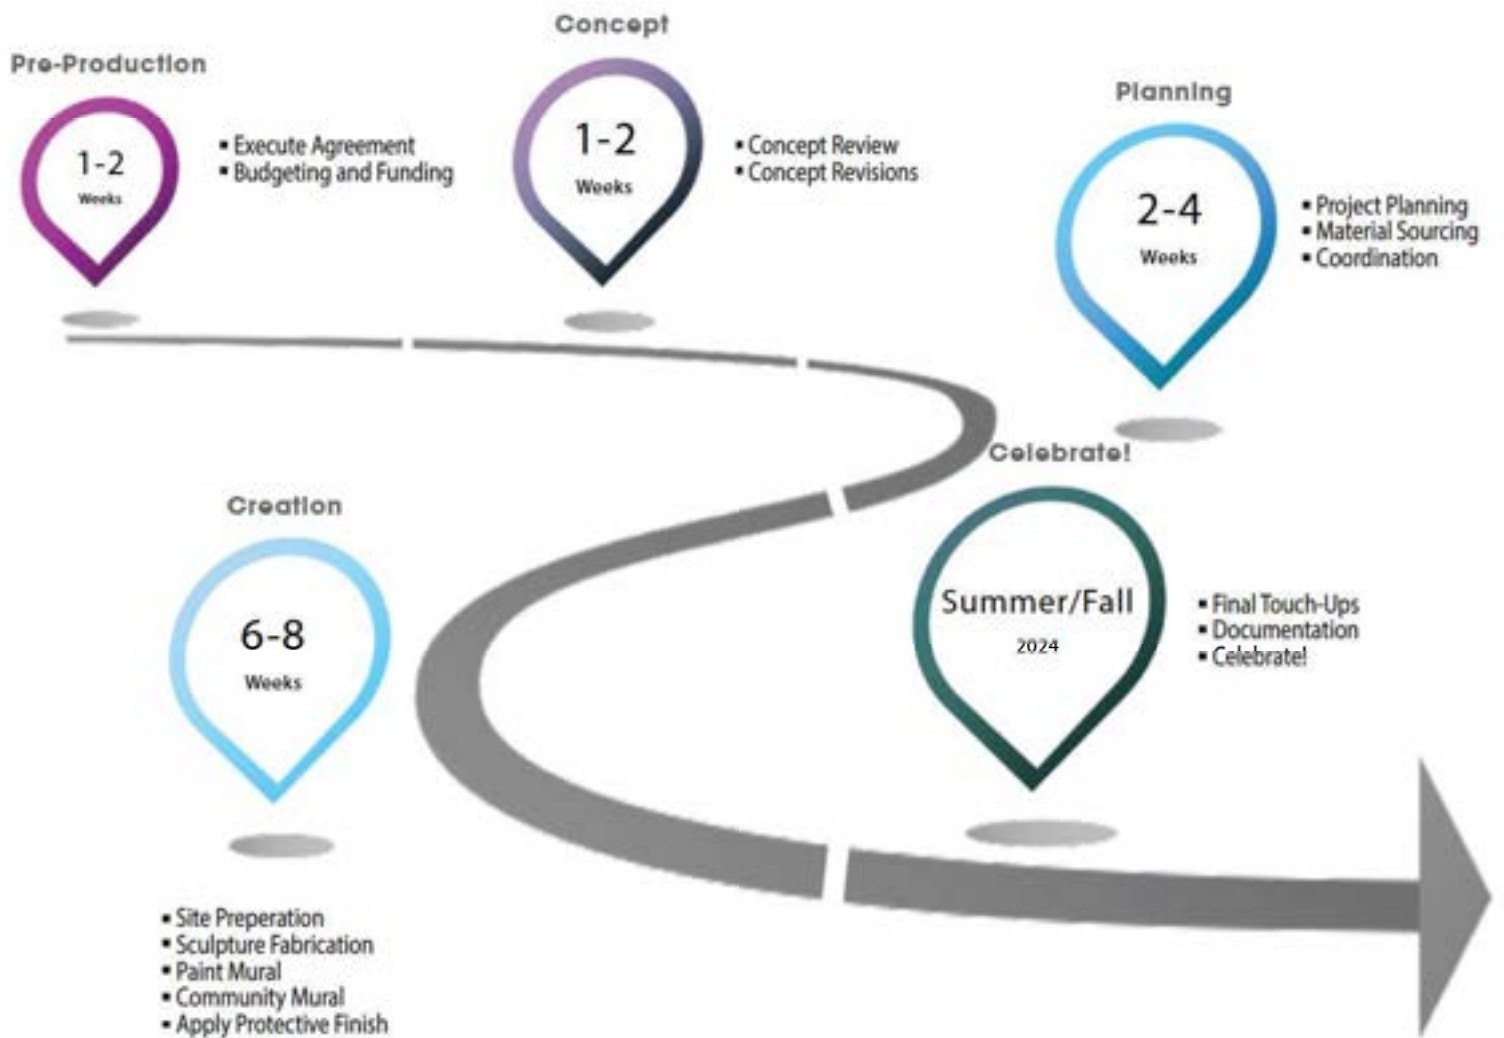 Pre-Production
1-2
Weeks
▪ Execute Agreement
▪ Budgeting and Funding
Concept
1-2
Weeks
▪ Concept Review
▪ Concept Revisions
Planning
2-4
Weeks
▪ Project Planning
▪ Material Sourcing
▪ Coordination
Creation
6-8
Weeks
▪ Site Preperation
▪ Sculpture Fabrication
▪ Paint Mural
▪ Community Mural
▪ Apply Protective Finish
Celebrate!
Summer/Fall
2024
▪ Final Touch-Ups
▪ Documentation
▪ Celebrate!